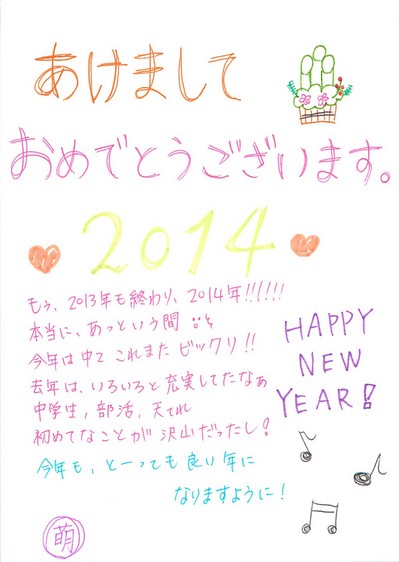 あけまして
おめでとうございます。
2014
もぅ、2013年も終わり、2014年!!!!!!
本当に、あっという間
今年は中2 これまた ビックリ!!
去年は、いろいろと充実してたなぁ
中学生, 部活, 天てれ
初めてなことが 沢山だったし!
今年も、とーっても良い年に
なりますように!
HAPPY
NEW
YEAR!
萌